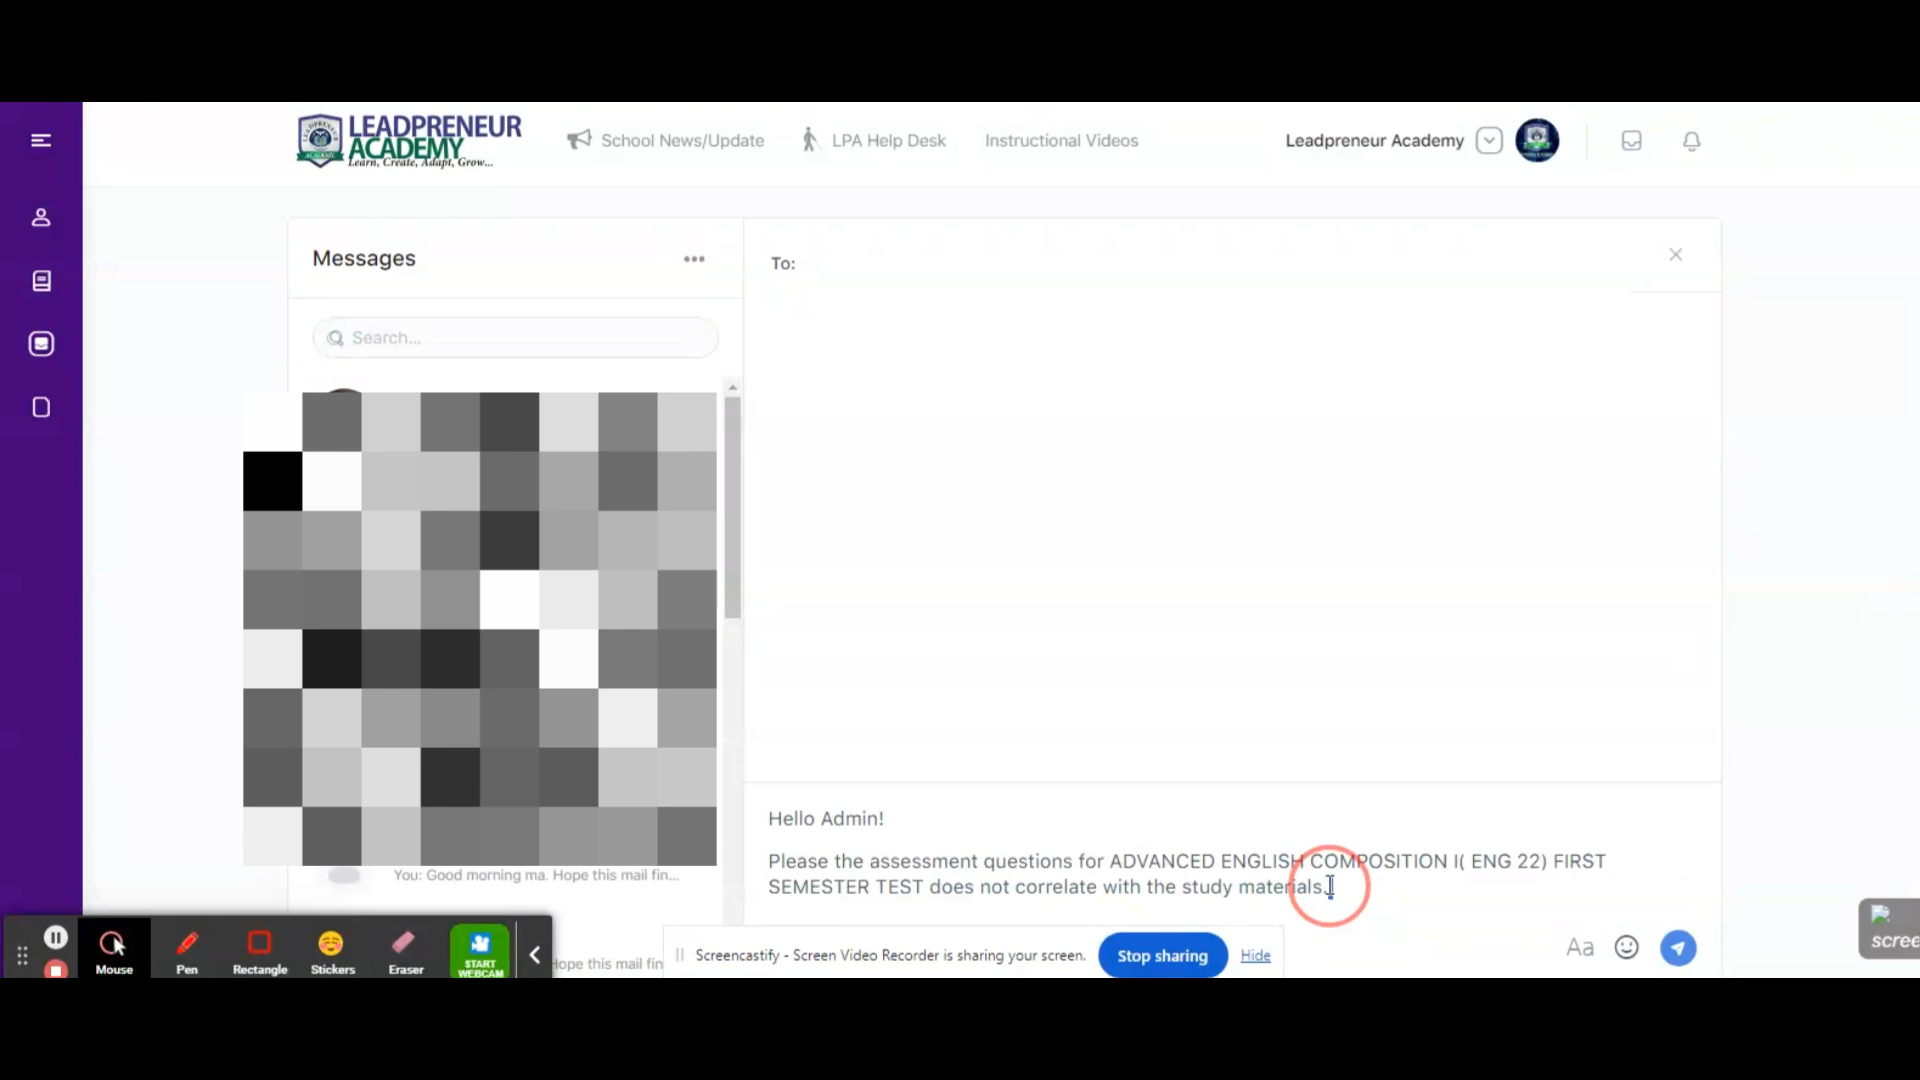 LEADPRENEUR
ACADEMY
Learn, Create, Adapt, Grow...
School News/Update
LPA Help Desk
Instructional Videos
Leadpreneur Academy
Messages
To:
Search...
Hello Admin!
Please the assessment questions for ADVANCED ENGLISH COMPOSITION I( ENG 22) FIRST
SEMESTER TEST does not correlate with the study materials.
You: Good morning ma. Hope this mail fin...
Mouse
Pen
Rectangle
Stickers
Eraser
START
WEBCAM
Hope this mail fin
Screencastify - Screen Video Recorder is sharing your screen.
Stop sharing
Hide
Aa
scree